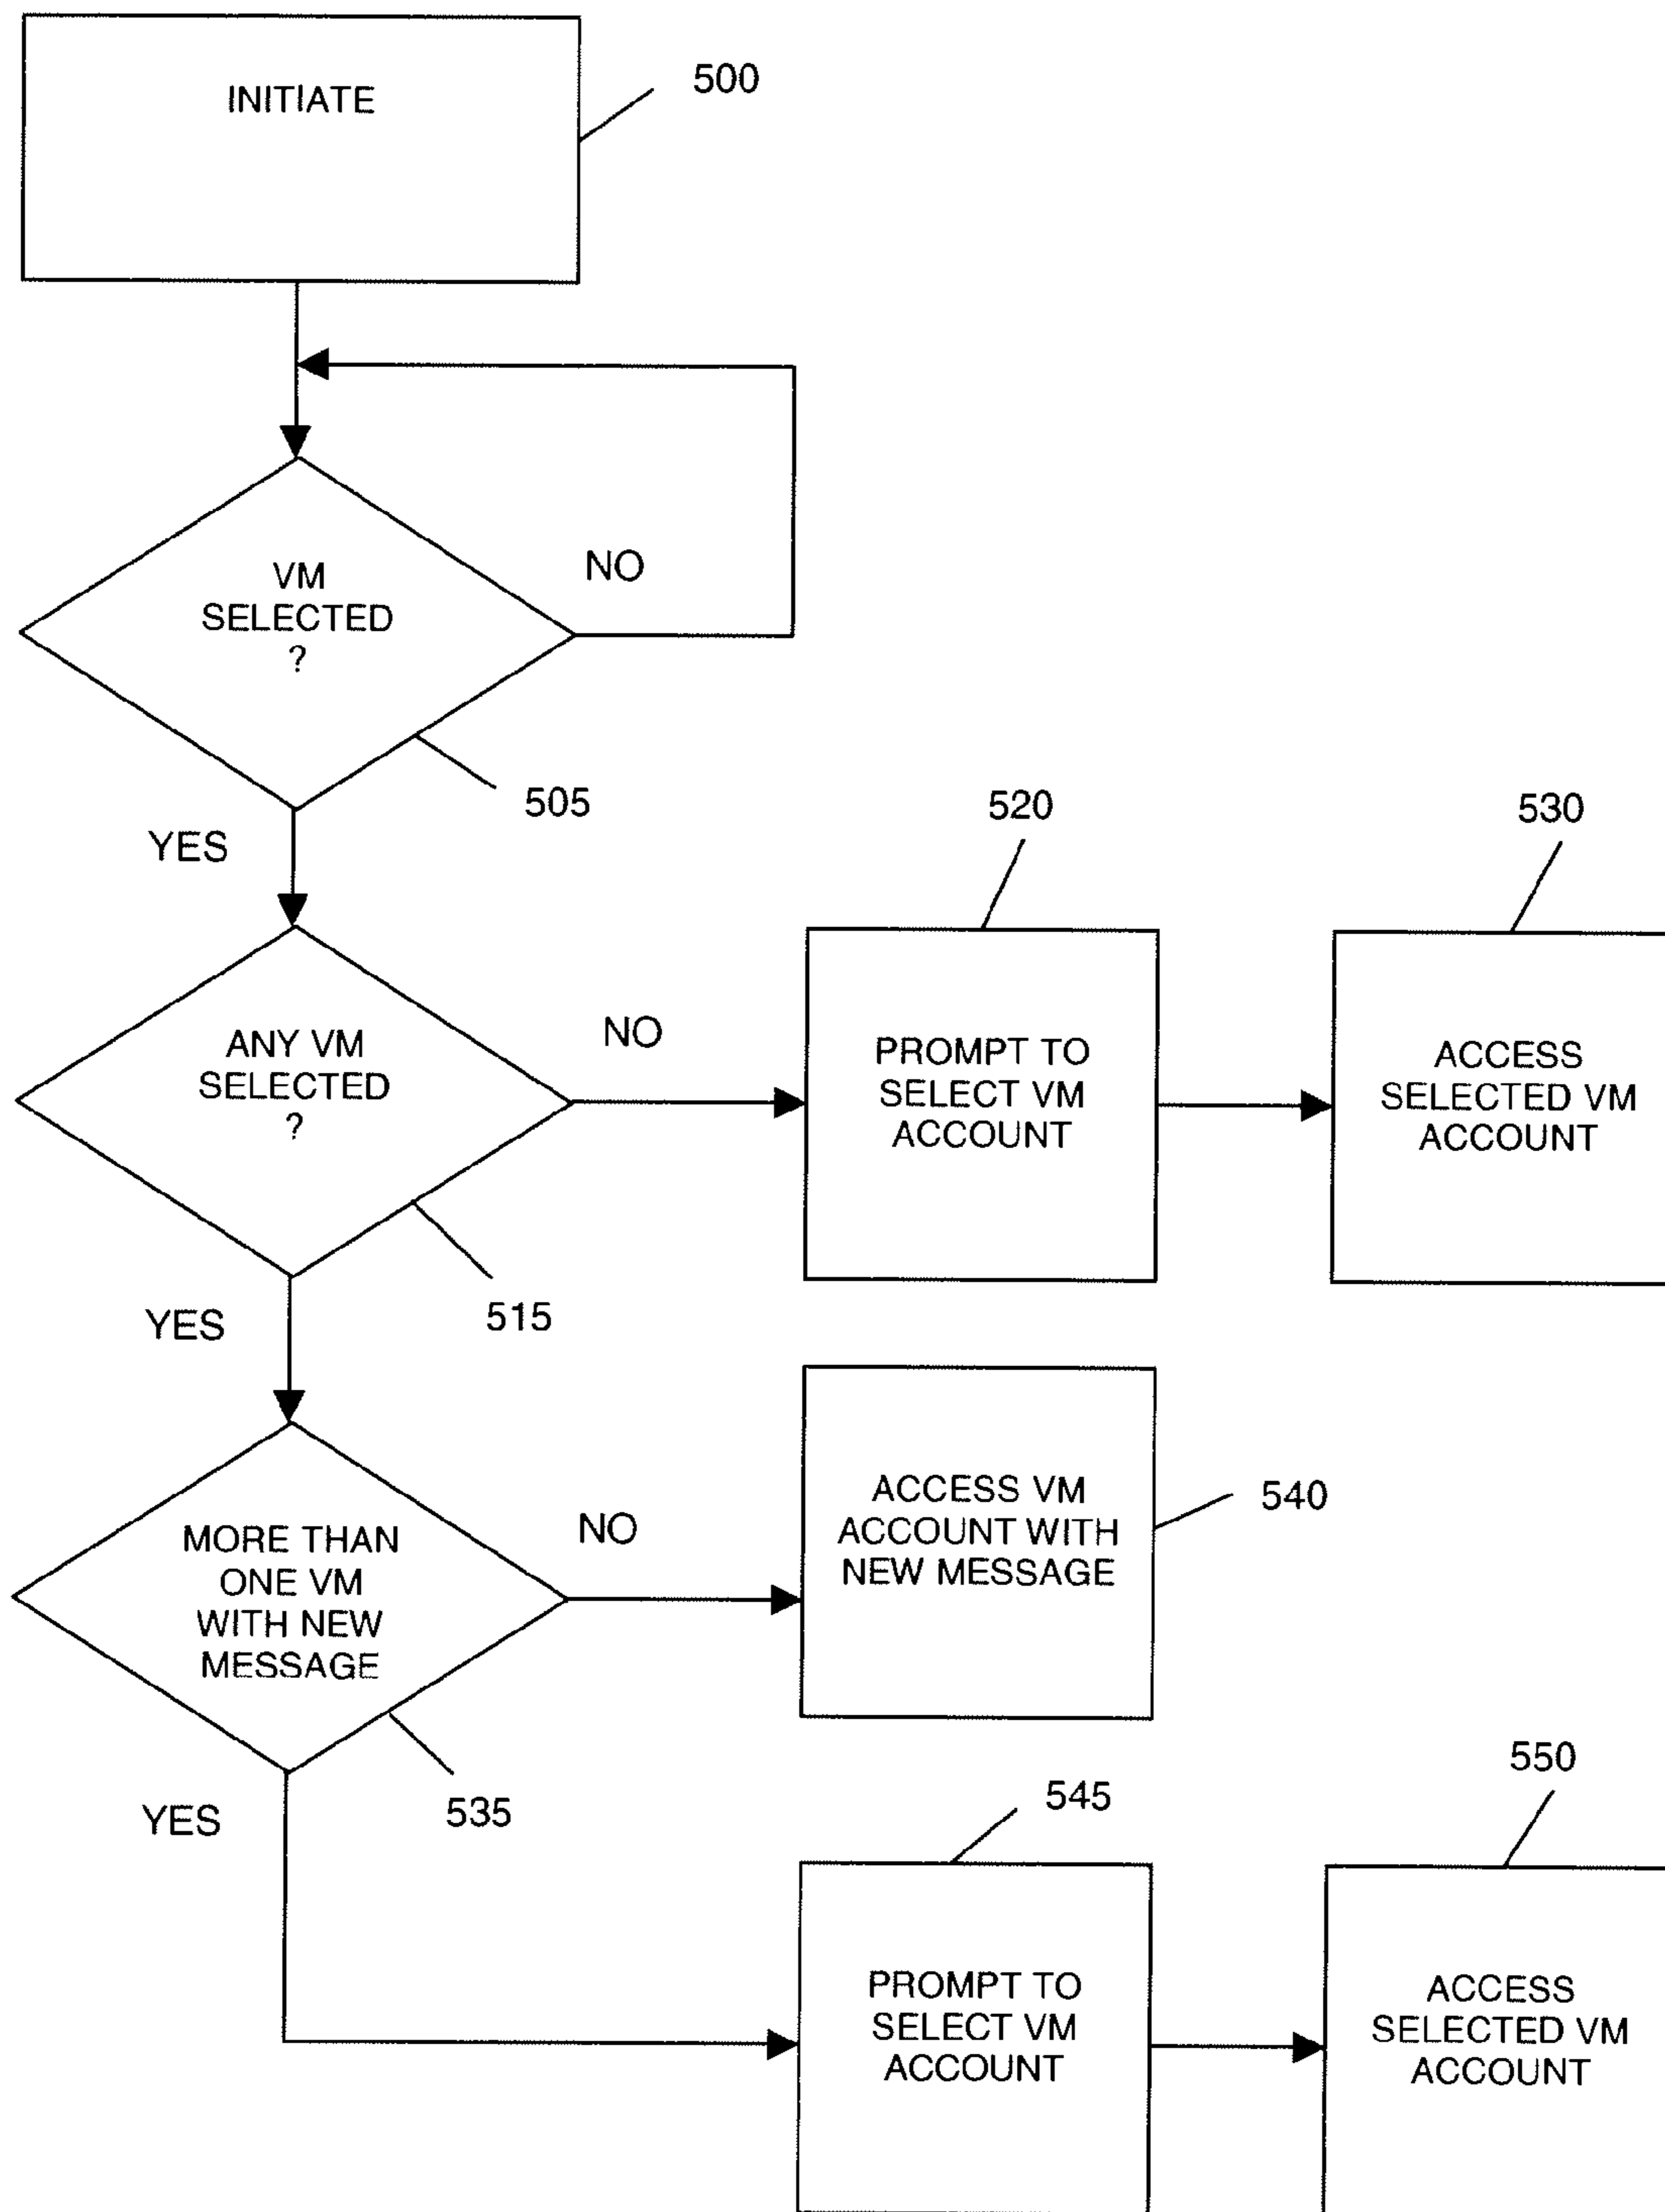 INITIATE
500
VM
SELECTED
?
NO
505
YES
ANY VM
SELECTED
?
NO
515
520
PROMPT TO
SELECT VM
ACCOUNT
530
ACCESS
SELECTED VM
ACCOUNT
YES
MORE THAN
ONE VM
WITH NEW
MESSAGE
NO
535
ACCESS VM
ACCOUNT WITH
NEW MESSAGE
540
YES
545
PROMPT TO
SELECT VM
ACCOUNT
550
ACCESS
SELECTED VM
ACCOUNT